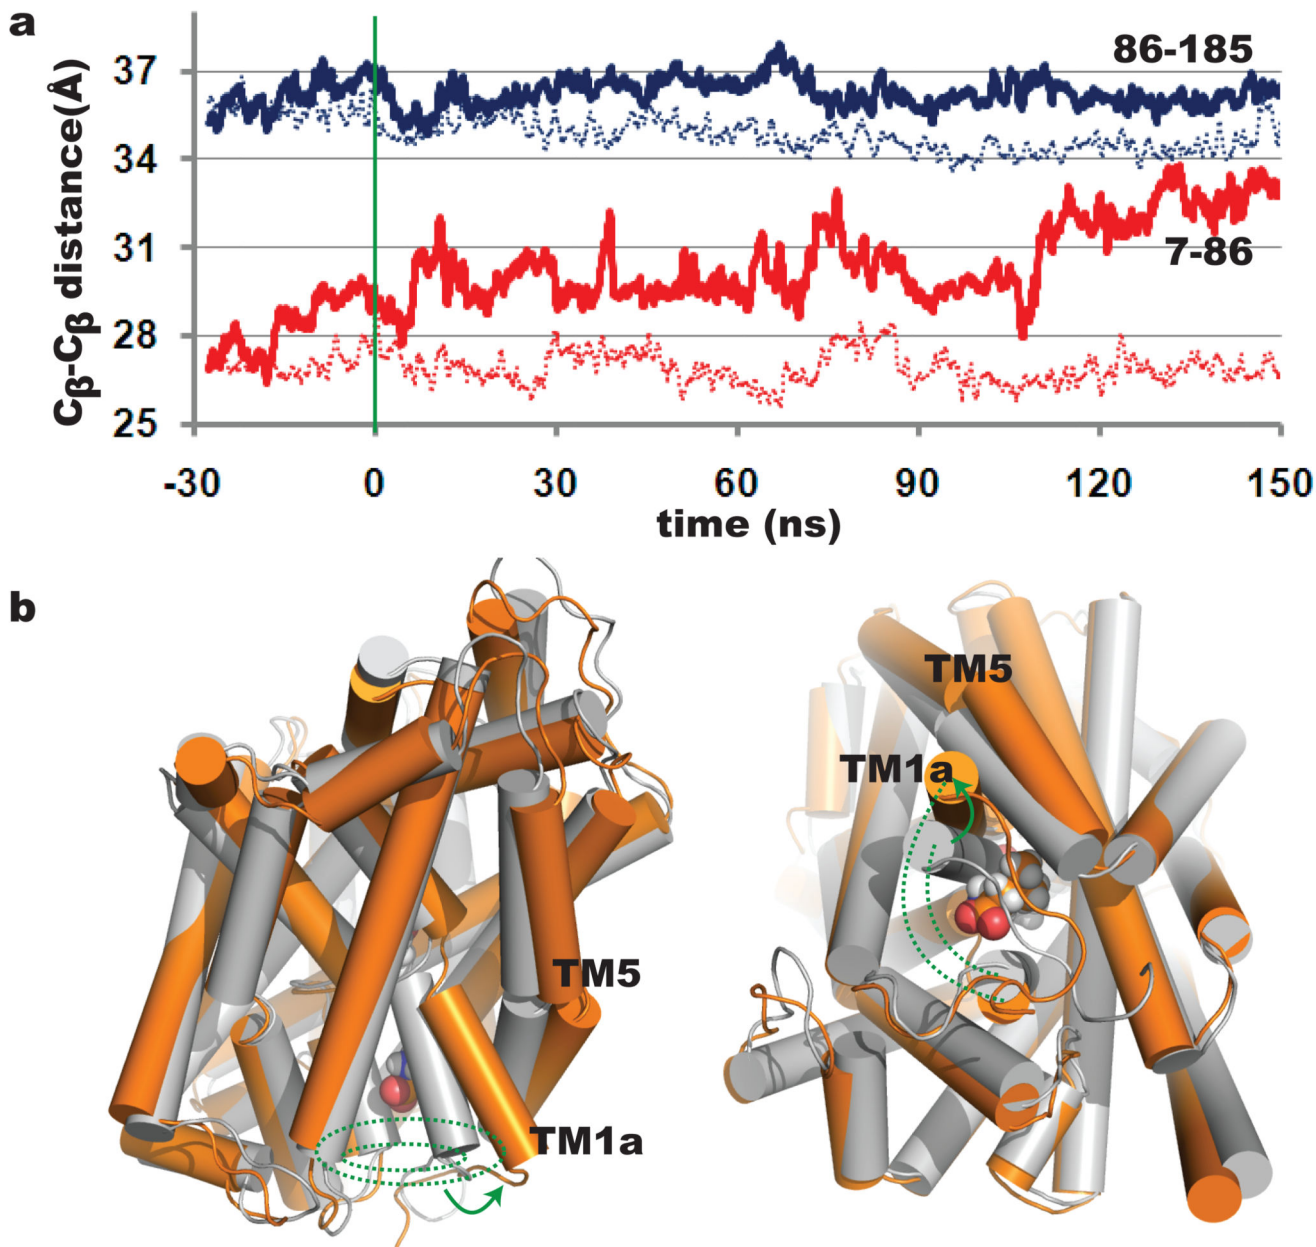 a
Cβ-Cβ distance(Å)
37
34
31
28
25
86-185
7-86
-30 0 30 60 90 120 150
time (ns)
b
TM5
TM1a
TM5
TM1a